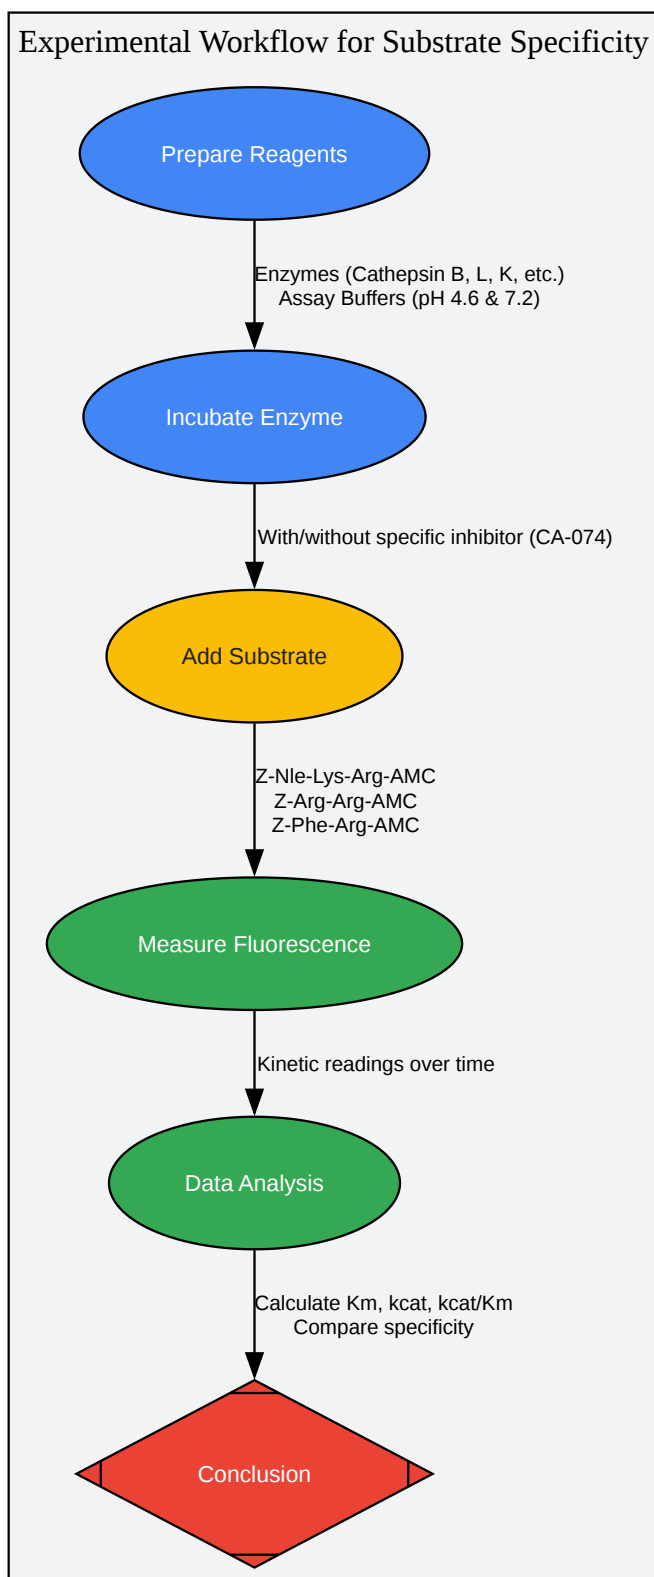 Experimental Workflow for Substrate Specificity
Prepare Reagents
Enzymes (Cathepsin B, L, K, etc.)
Assay Buffers (pH 4.6 & 7.2)
Incubate Enzyme
With/without specific inhibitor (CA-074)
Add Substrate
Z-Nle-Lys-Arg-AMC
Z-Arg-Arg-AMC
Z-Phe-Arg-AMC
Measure Fluorescence
Kinetic readings over time
Data Analysis
Calculate Km, kcat, kcat/Km
Compare specificity
Conclusion